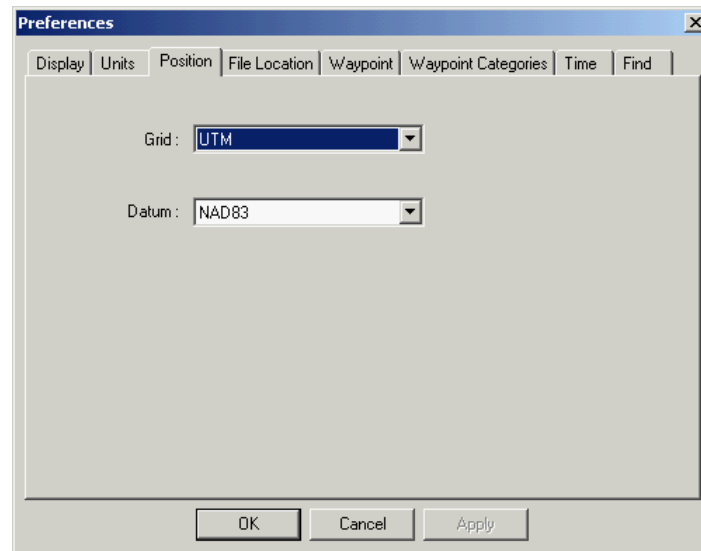 Preferences
Display Units Position File Location Waypoint Waypoint Categories Time Find
Grid : UTM
Datum : NAD83
OK Cancel Apply